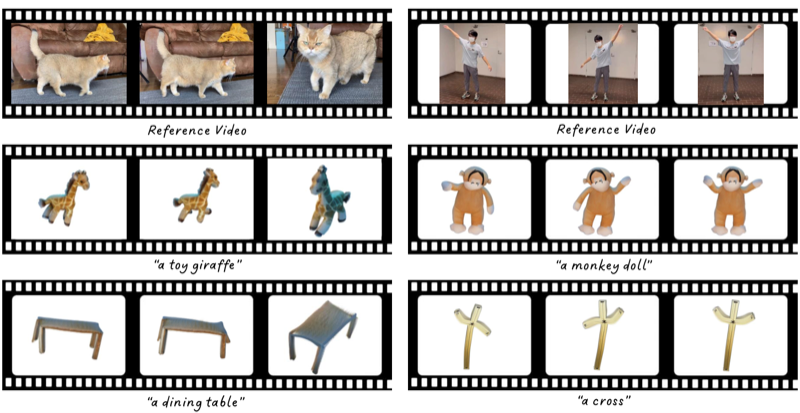 Reference Video
Reference Video
"a toy giraffe"
"a monkey doll"
"a dining table"
"a cross"